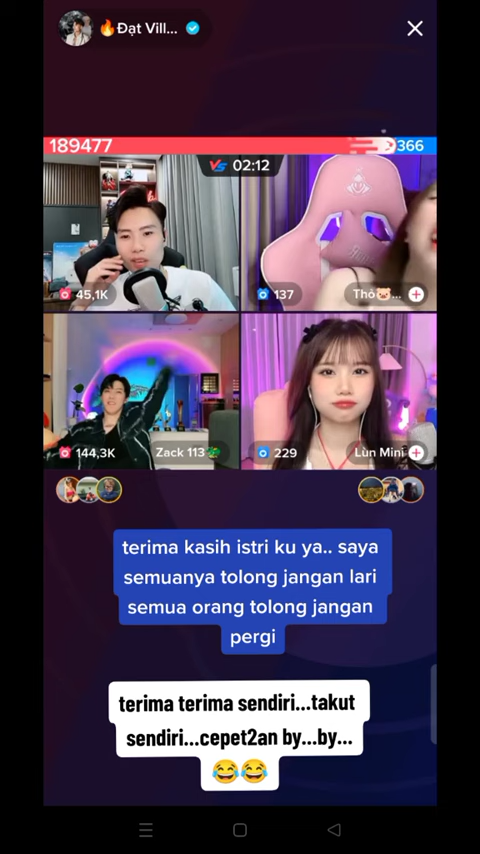 🔥Đạt Vill...
189477
366
VS 02:12
45,1K
137
Thỏ🐷...
144,3K
Zack 113🐲
229
Lùn Mini
terima kasih istri ku ya.. saya
semuanya tolong jangan lari
semua orang tolong jangan
pergi
terima terima sendiri...takut
sendiri...cepet2an by...by...
😂😂